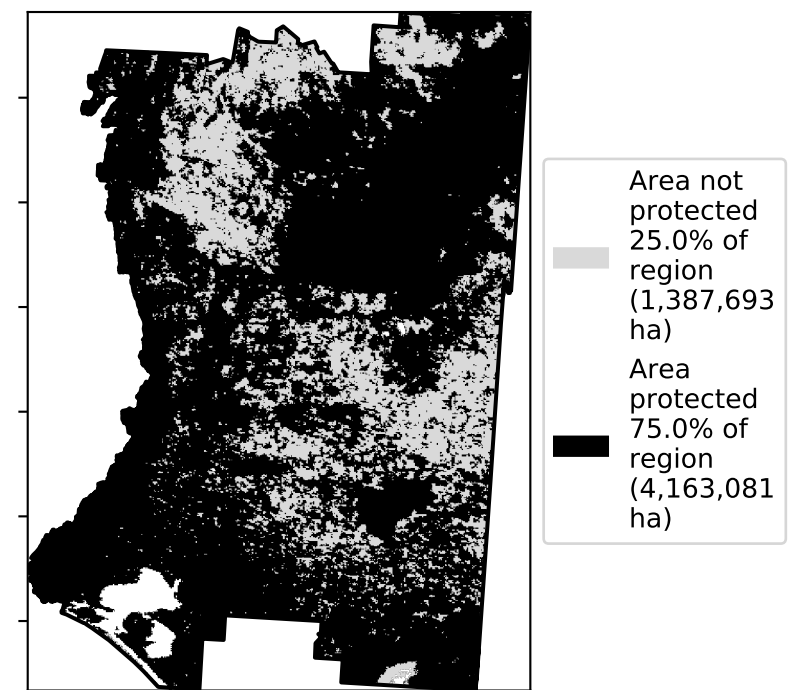 Area not
protected
25.0% of
region
(1,387,693
ha)
Area
protected
75.0% of
region
(4,163,081
ha)